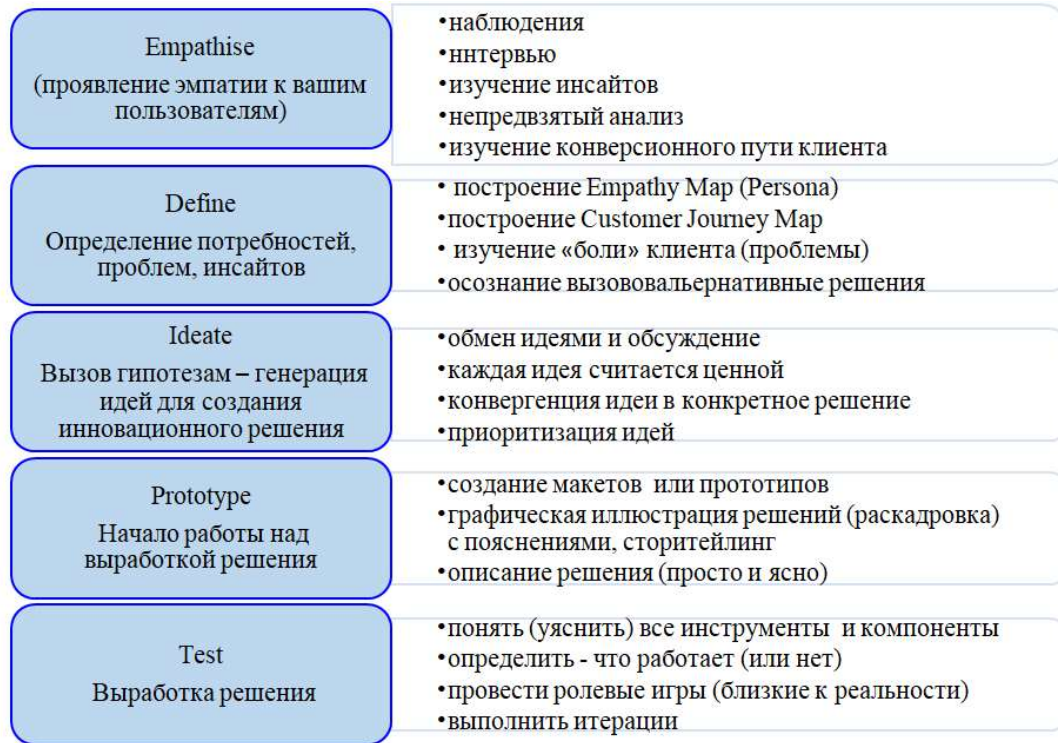 Empathise
(проявление эмпатии к вашим
пользователям)
•наблюдения
•ннтервью
•изучение инсайтов
•непредвзятый анализ
•изучение конверсионного пути клиента
Define
Определение потребностей,
проблем, инсайтов
• построение Empathy Map (Persona)
•построение Customer Journey Map
• изучение «боли» клиента (проблемы)
•осознание вызововальернативные решения
Ideate
Вызов гипотезам – генерация
идей для создания
инновационного решения
•обмен идеями и обсуждение
•каждая идея считается ценной
•конвергенция идеи в конкретное решение
•приоритизация идей
Prototype
Начало работы над
выработкой решения
•создание макетов или прототипов
•графическая иллюстрация решений (раскадровка)
с пояснениями, сторитейлинг
•описание решения (просто и ясно)
Test
Выработка решения
•понять (уяснить) все инструменты и компоненты
•определить - что работает (или нет)
•провести ролевые игры (близкие к реальности)
•выполнить итерации